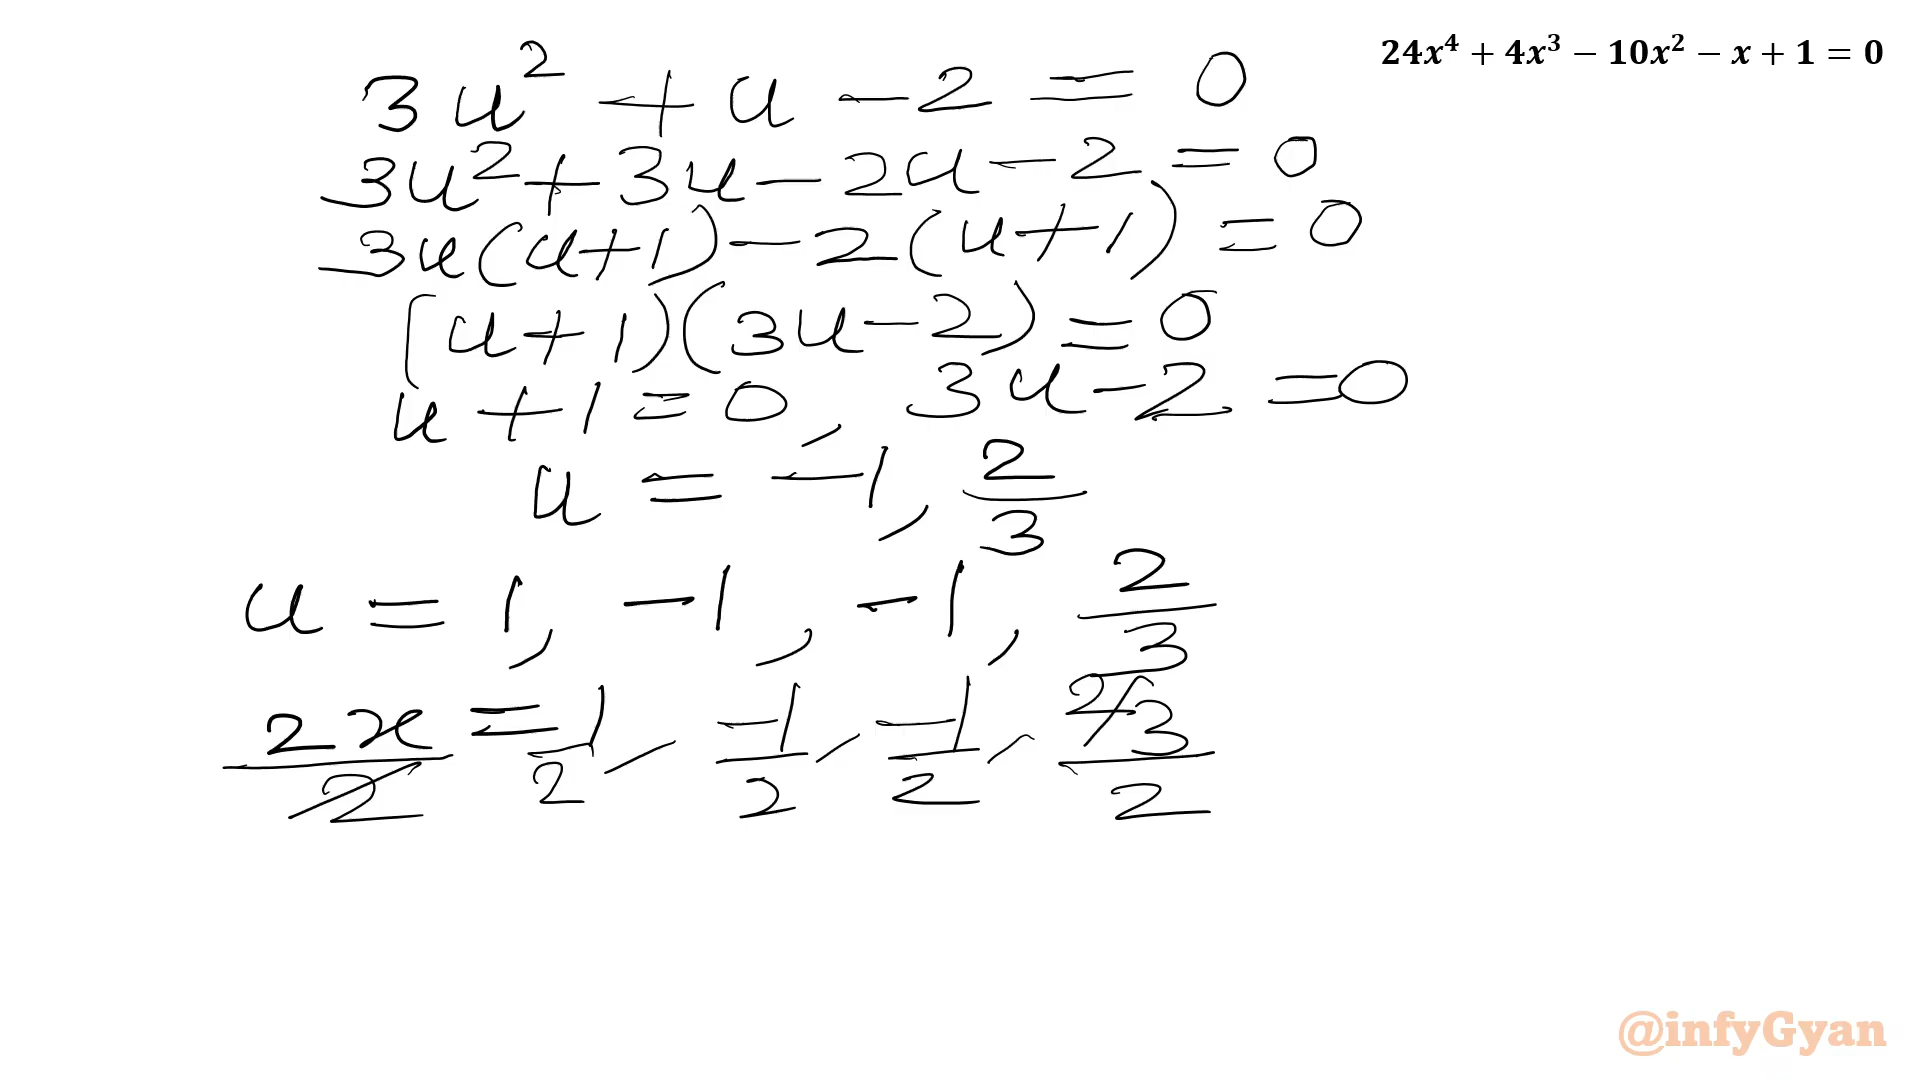 24x⁴ + 4x³ − 10x² − x + 1 = 0
3u² + u − 2 = 0
3u² + 3u − 2u − 2 = 0
3u(u+1) − 2(u+1) = 0
(u+1)(3u−2) = 0
u + 1 = 0, 3u − 2 = 0
u = −1, 2/3
u = 1, −1, −1, 2/3
2x/2 = 1/2, −1/2, −1/2, (2/3)/2
@infyGyan